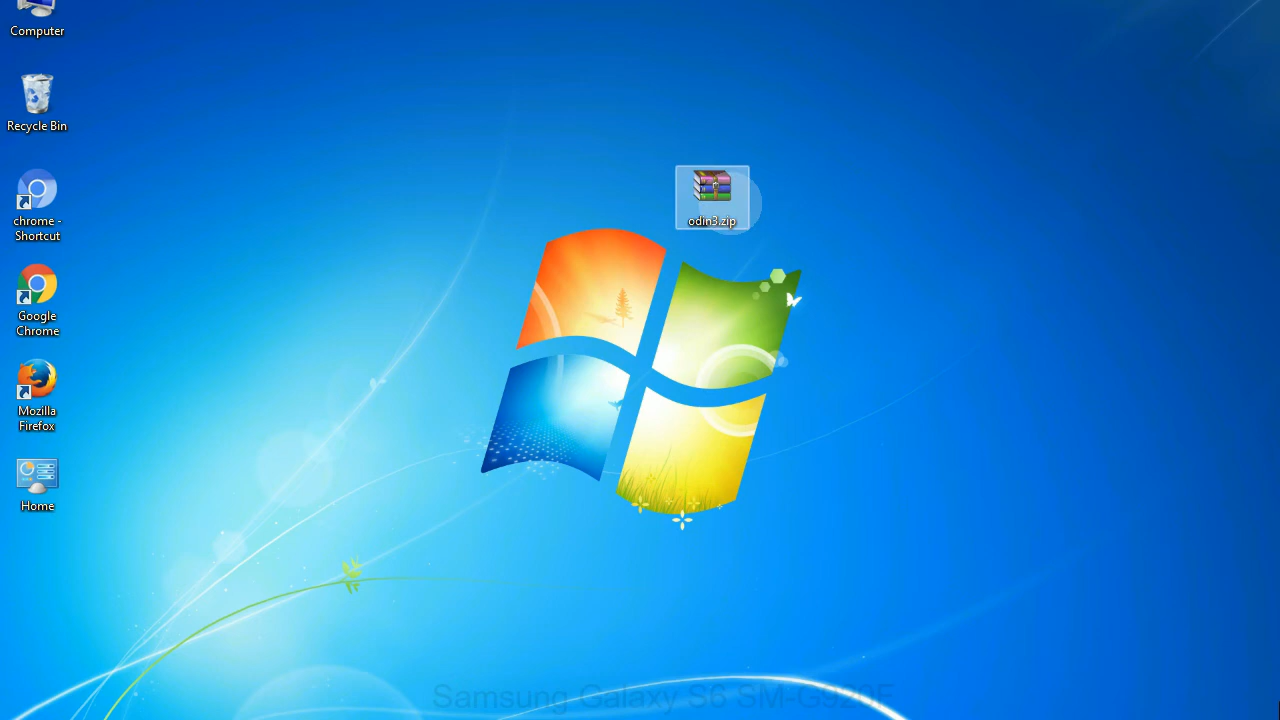 Computer
Recycle Bin
chrome -
Shortcut
Google
Chrome
Mozilla
Firefox
Home
odin3.zip
Samsung Galaxy S6 SM-G920F